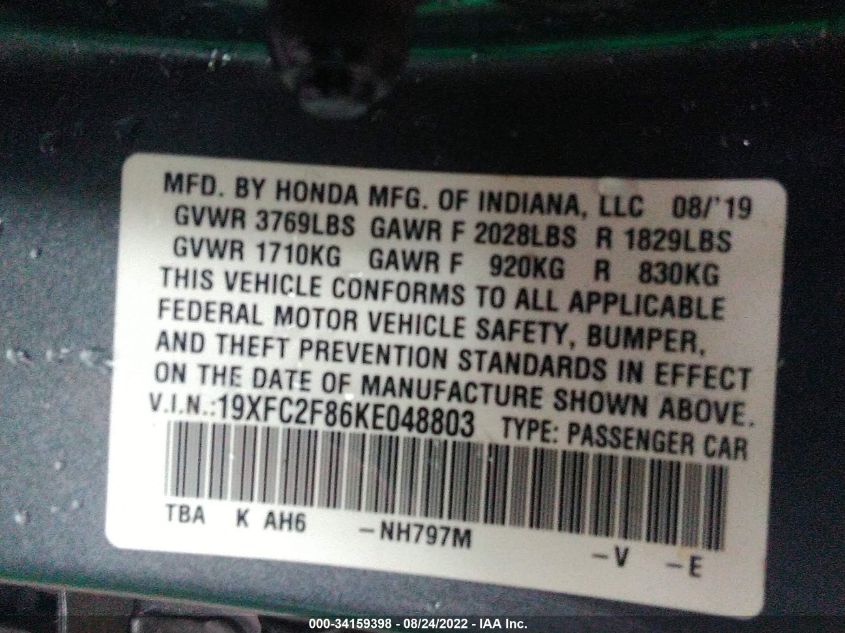 MFD. BY HONDA MFG. OF INDIANA, LLC 08/'19
GVWR 3769LBS GAWR F 2028LBS R 1829LBS
GVWR 1710KG GAWR F 920KG R 830KG
THIS VEHICLE CONFORMS TO ALL APPLICABLE
FEDERAL MOTOR VEHICLE SAFETY, BUMPER,
AND THEFT PREVENTION STANDARDS IN EFFECT
ON THE DATE OF MANUFACTURE SHOWN ABOVE.
V.I.N.:19XFC2F86KE048803 TYPE: PASSENGER CAR
TBA K AH6 -NH797M -V -E
000-34159398 - 08/24/2022 - IAA Inc.